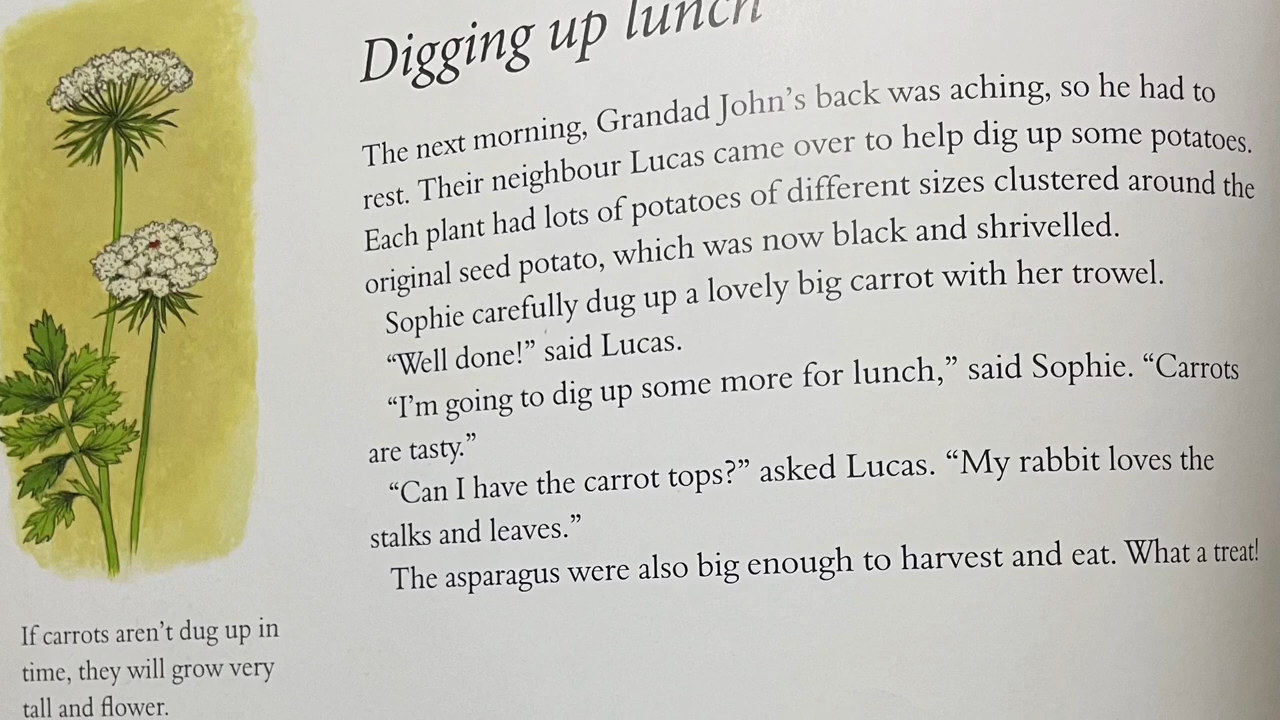 Digging up lunch
The next morning, Grandad John’s back was aching, so he had to
rest. Their neighbour Lucas came over to help dig up some potatoes.
Each plant had lots of potatoes of different sizes clustered around the
original seed potato, which was now black and shrivelled.
Sophie carefully dug up a lovely big carrot with her trowel.
“Well done!” said Lucas.
“I’m going to dig up some more for lunch,” said Sophie. “Carrots
are tasty.”
“Can I have the carrot tops?” asked Lucas. “My rabbit loves the
stalks and leaves.”
The asparagus were also big enough to harvest and eat. What a treat!
If carrots aren’t dug up in
time, they will grow very
tall and flower.